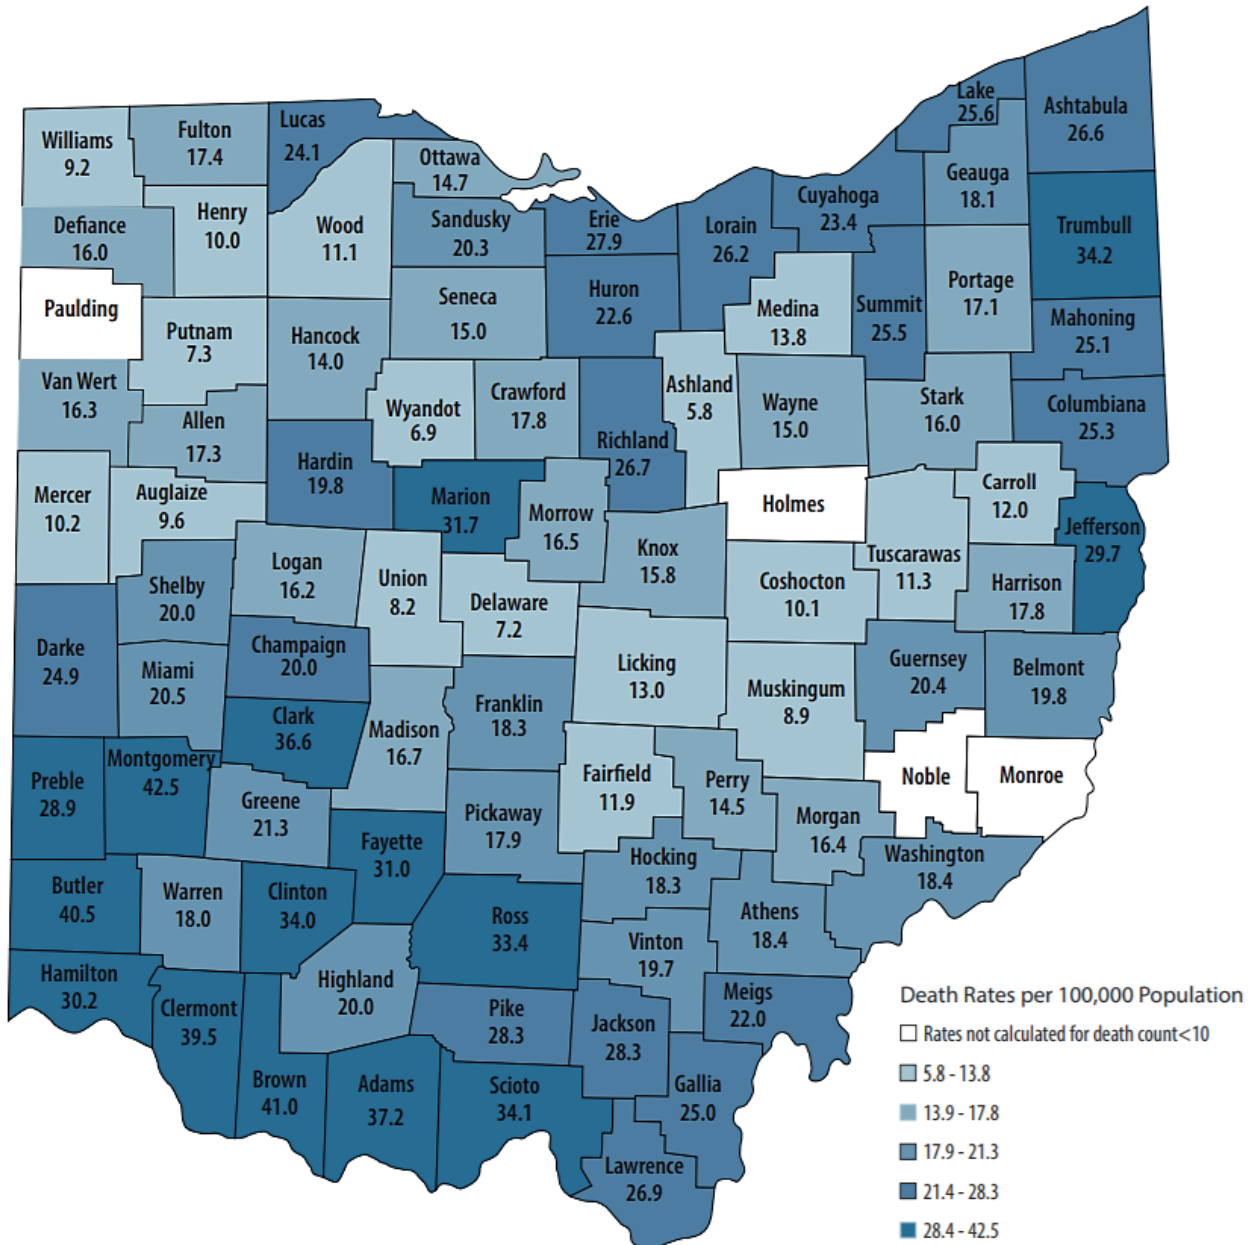 Lake
25.6
Ashtabula
26.6
Williams
9.2
Fulton
17.4
Lucas
24.1
Ottawa
14.7
Geauga
18.1
Cuyahoga
23.4
Henry
10.0
Wood
11.1
Sandusky
20.3
Erie
27.9
Lorain
26.2
Defiance
16.0
Trumbull
34.2
Paulding
Seneca
15.0
Huron
22.6
Medina
13.8
Summit
25.5
Portage
17.1
Mahoning
25.1
Putnam
7.3
Hancock
14.0
Van Wert
16.3
Allen
17.3
Wyandot
6.9
Crawford
17.8
Ashland
5.8
Wayne
15.0
Stark
16.0
Columbiana
25.3
Richland
26.7
Hardin
19.8
Mercer
10.2
Auglaize
9.6
Marion
31.7
Morrow
16.5
Holmes
Carroll
12.0
Jefferson
29.7
Knox
15.8
Tuscarawas
11.3
Logan
16.2
Union
8.2
Shelby
20.0
Delaware
7.2
Coshocton
10.1
Harrison
17.8
Darke
24.9
Champaign
20.0
Miami
20.5
Licking
13.0
Guernsey
20.4
Belmont
19.8
Franklin
18.3
Muskingum
8.9
Clark
36.6
Madison
16.7
Preble
28.9
Montgomery
42.5
Fairfield
11.9
Perry
14.5
Noble
Monroe
Greene
21.3
Pickaway
17.9
Morgan
16.4
Fayette
31.0
Hocking
18.3
Washington
18.4
Butler
40.5
Warren
18.0
Clinton
34.0
Ross
33.4
Athens
18.4
Vinton
19.7
Hamilton
30.2
Highland
20.0
Clermont
39.5
Pike
28.3
Jackson
28.3
Meigs
22.0
Brown
41.0
Adams
37.2
Scioto
34.1
Gallia
25.0
Lawrence
26.9
Death Rates per 100,000 Population
Rates not calculated for death count<10
5.8 - 13.8
13.9 - 17.8
17.9 - 21.3
21.4 - 28.3
28.4 - 42.5